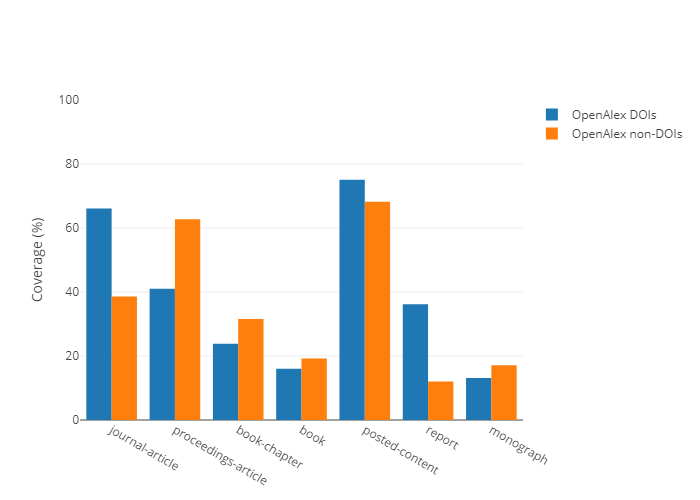 100
80
60
40
20
0
Coverage (%)
journal-article
proceedings-article
book-chapter
book
posted-content
report
monograph
OpenAlex DOIs
OpenAlex non-DOIs